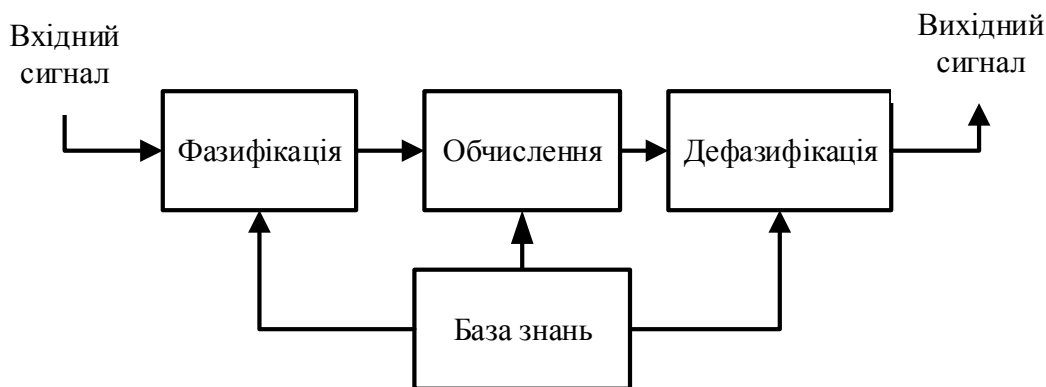 Вхідний
сигнал
Вихідний
сигнал
Фазифікація
Обчислення
Дефазифікація
База знань